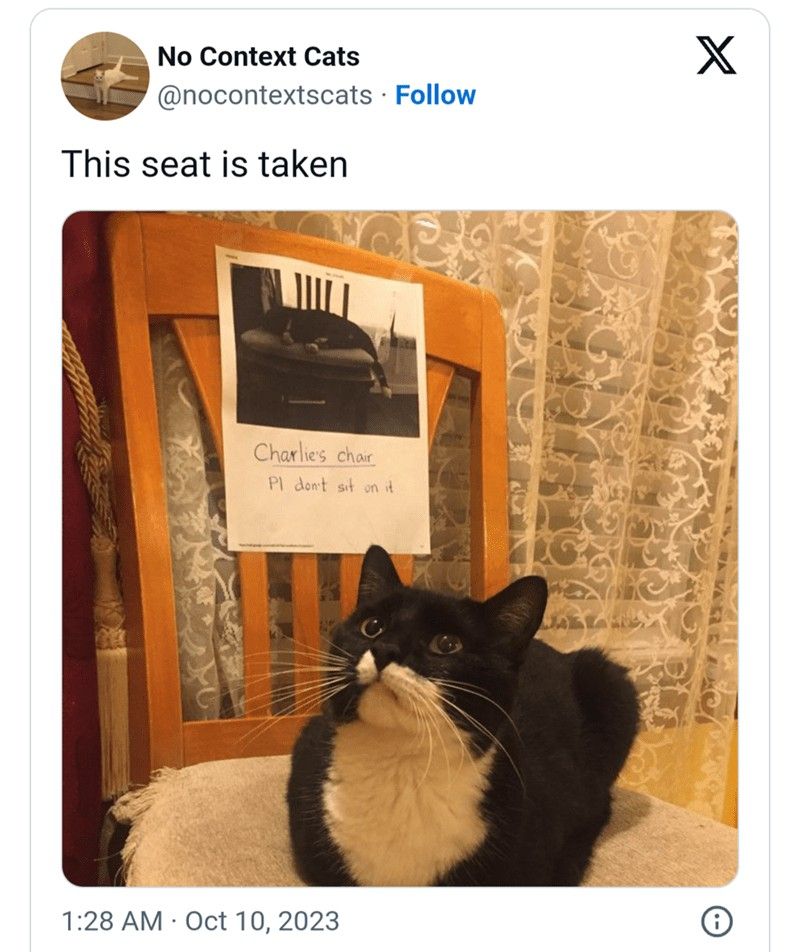 No Context Cats
@nocontextscats · Follow
This seat is taken
Charlie's chair
Pl don't sit on it
1:28 AM · Oct 10, 2023